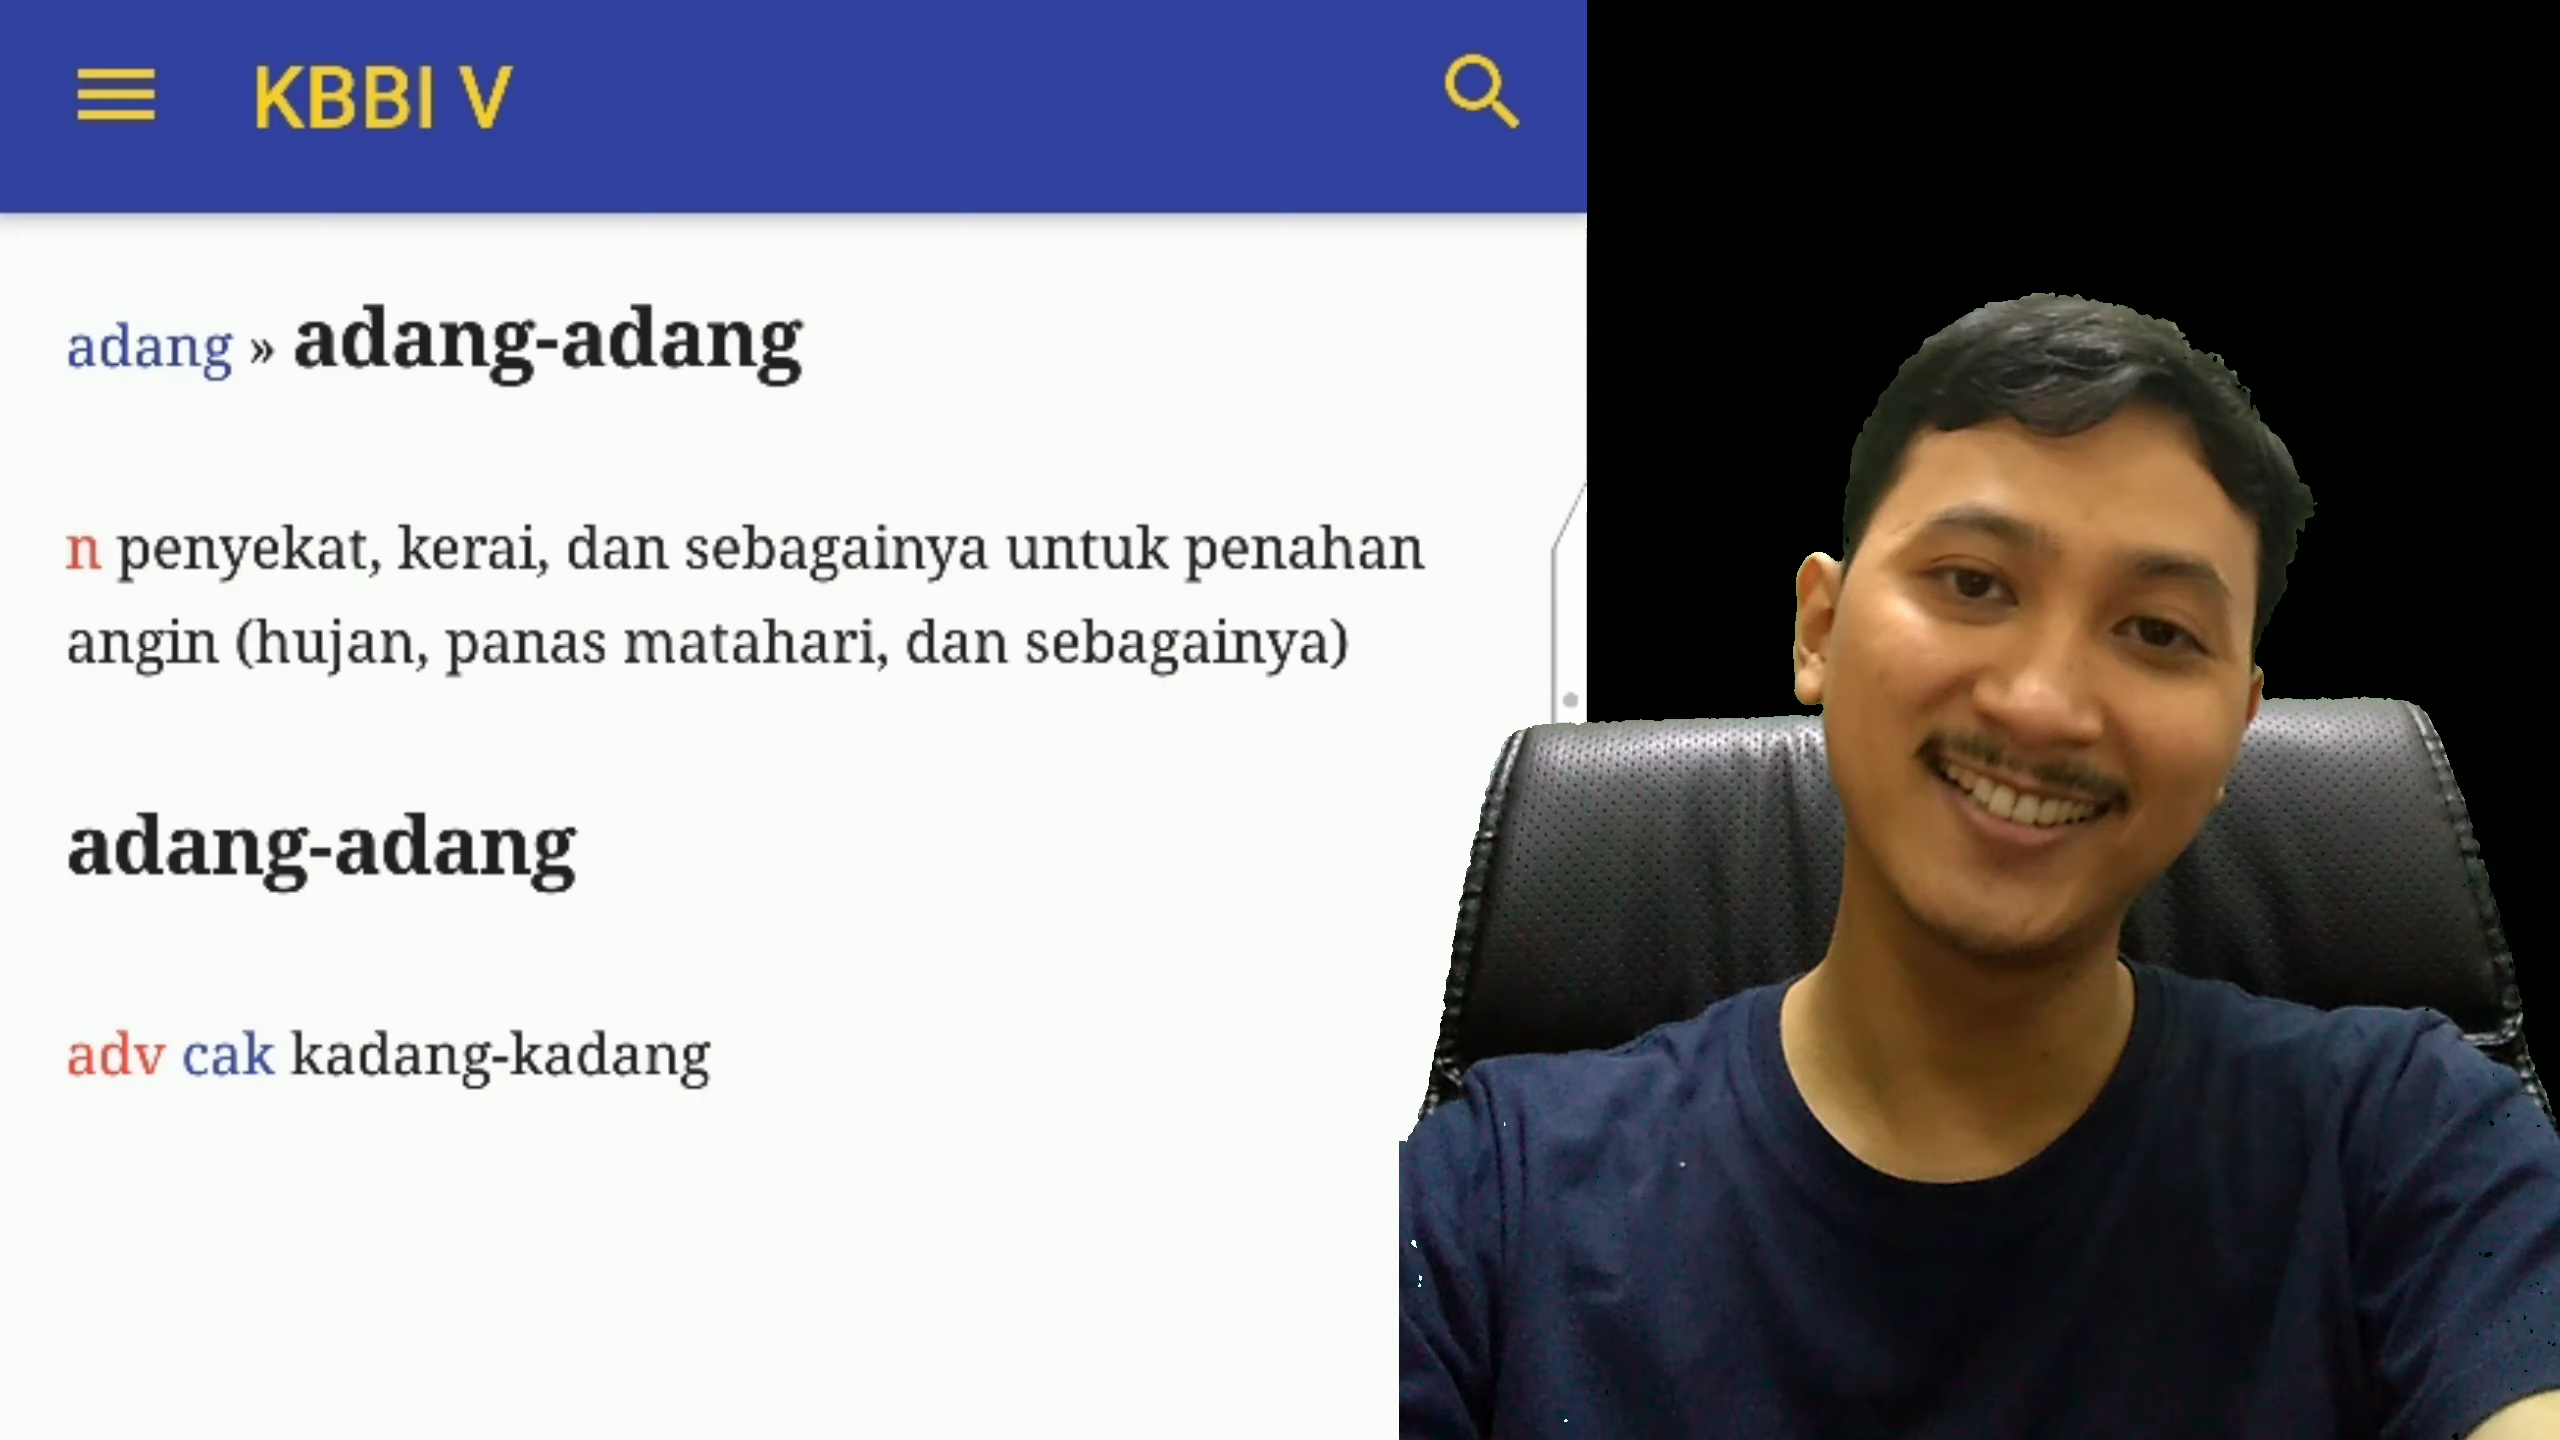 KBBI V
adang » adang-adang
n penyekat, kerai, dan sebagainya untuk penahan
angin (hujan, panas matahari, dan sebagainya)
adang-adang
adv cak kadang-kadang